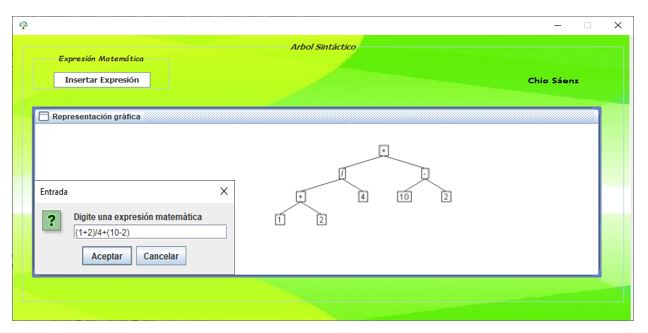 Arbol Sintáctico
Expresión Matemática
Insertar Expresión
Chio Sáenz
Representación gráfica
+
/ -
+ 4 10 2
1 2
Entrada
Digite una expresión matemática
(1+2)/4+(10-2)
Aceptar Cancelar